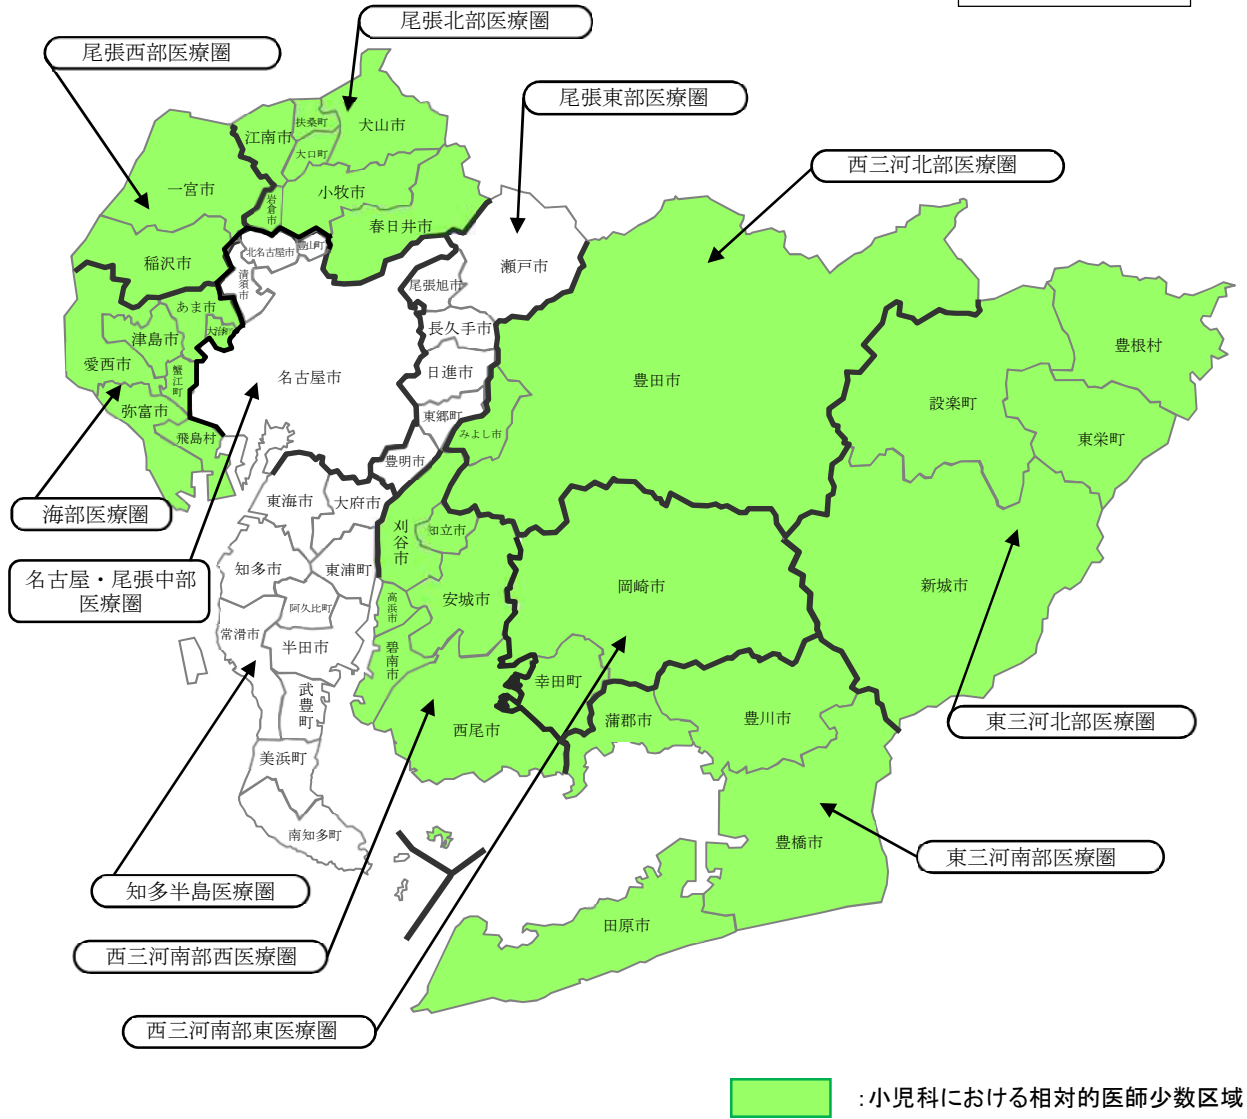 尾張北部医療圏
尾張西部医療圏
尾張東部医療圏
西三河北部医療圏
扶桑町
犬山市
江南市
大口町
一宮市
小牧市
岩倉市
春日井市
北名古屋市
豊山町
稲沢市
清須市
瀬戸市
尾張旭市
あま市
大治町
長久手市
津島市
愛西市
蟹江町
名古屋市
日進市
豊田市
豊根村
設楽町
弥富市
東郷町
みよし市
東栄町
飛島村
豊明市
東海市
大府市
海部医療圏
刈谷市
知立市
知多市
東浦町
名古屋・尾張中部
医療圏
岡崎市
新城市
高浜市
安城市
阿久比町
常滑市
半田市
碧南市
武豊町
幸田町
西尾市
蒲郡市
豊川市
東三河北部医療圏
美浜町
南知多町
豊橋市
東三河南部医療圏
知多半島医療圏
田原市
西三河南部西医療圏
西三河南部東医療圏
：小児科における相対的医師少数区域